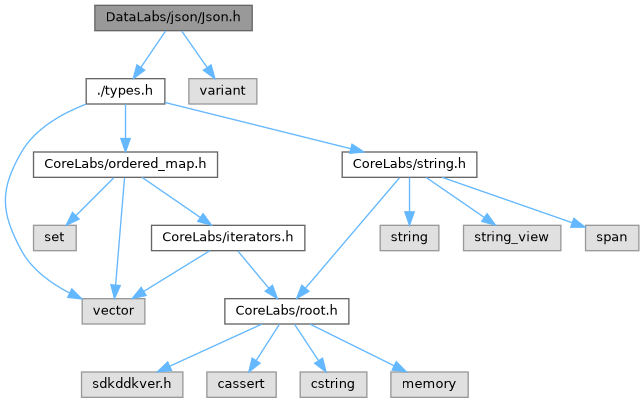 DataLabs/json/Json.h
./types.h
variant
CoreLabs/ordered_map.h
CoreLabs/string.h
set
CoreLabs/iterators.h
string
string_view
span
vector
CoreLabs/root.h
sdkddkver.h
cassert
cstring
memory